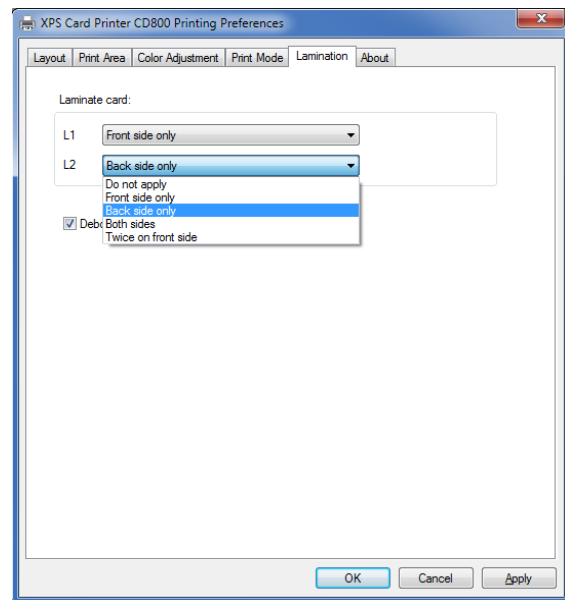 XPS Card Printer CD800 Printing Preferences
Layout Print Area Color Adjustment Print Mode Lamination About
Laminate card:
L1 Front side only
L2 Back side only
Do not apply
Front side only
Back side only
Both sides
Twice on front side
OK Cancel Apply